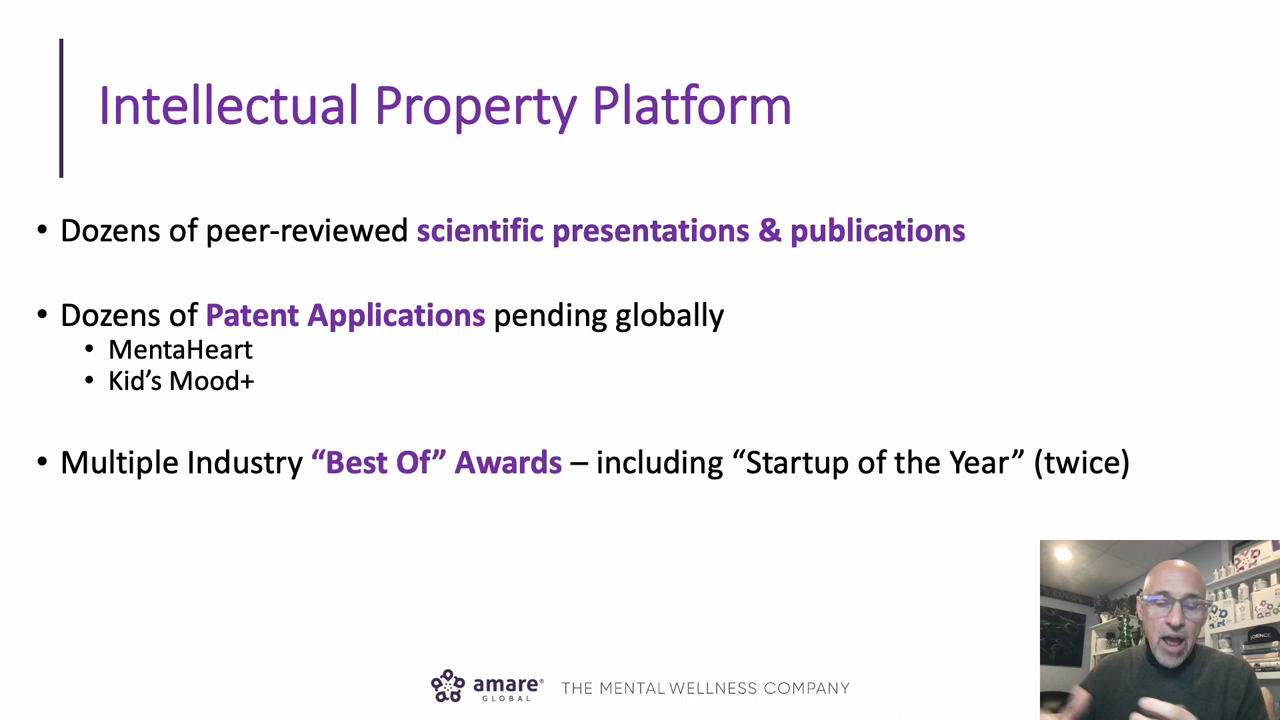 Intellectual Property Platform
• Dozens of peer-reviewed scientific presentations & publications
• Dozens of Patent Applications pending globally
• MentaHeart
• Kid’s Mood+
• Multiple Industry “Best Of” Awards – including “Startup of the Year” (twice)
amare®
GLOBAL
THE MENTAL WELLNESS COMPANY